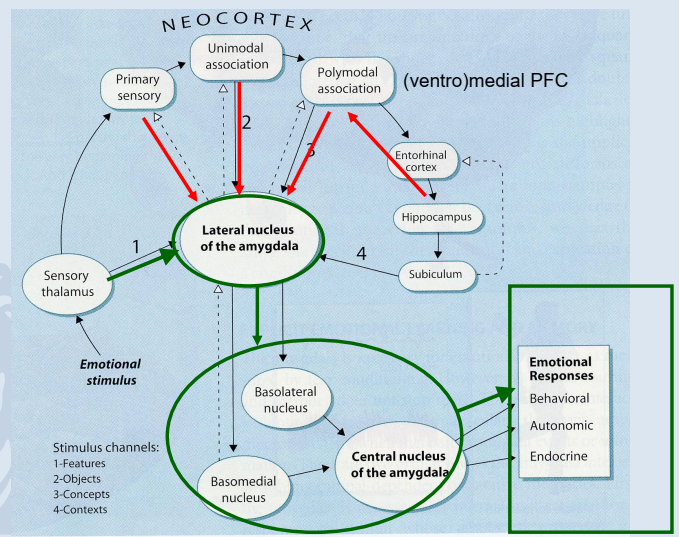 NEOCORTEX
Unimodal
association
Primary
sensory
Polymodal
association
(ventro)medial PFC
2
3
Entorhinal
cortex
Lateral nucleus
of the amygdala
Hippocampus
1
4
Sensory
thalamus
Subiculum
Emotional
stimulus
Emotional
Responses
Behavioral
Autonomic
Endocrine
Basolateral
nucleus
Central nucleus
of the amygdala
Basomedial
nucleus
Stimulus channels:
1-Features
2-Objects
3-Concepts
4-Contexts